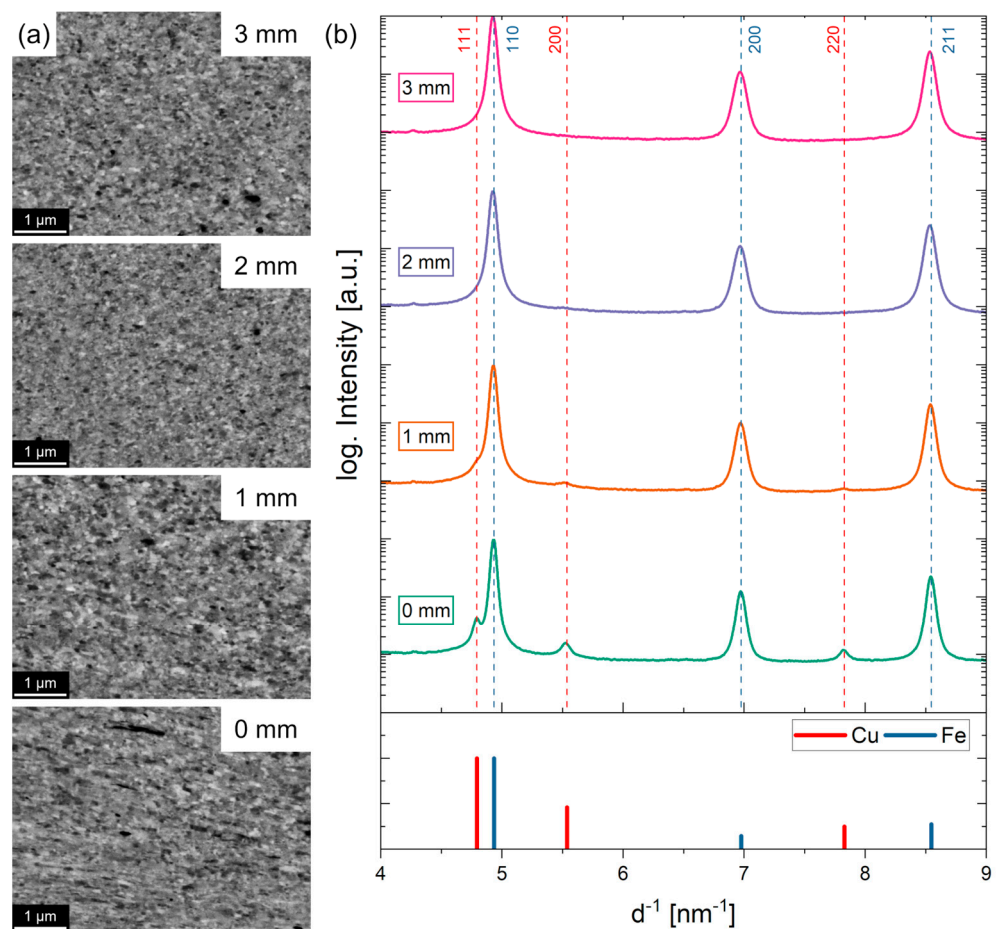 (a)
3 mm
1 µm
2 mm
1 µm
1 mm
1 µm
0 mm
1 µm
(b)
111
110
200
200
220
211
3 mm
2 mm
1 mm
0 mm
log. Intensity [a.u.]
Cu Fe
4 5 6 7 8 9
d⁻¹ [nm⁻¹]